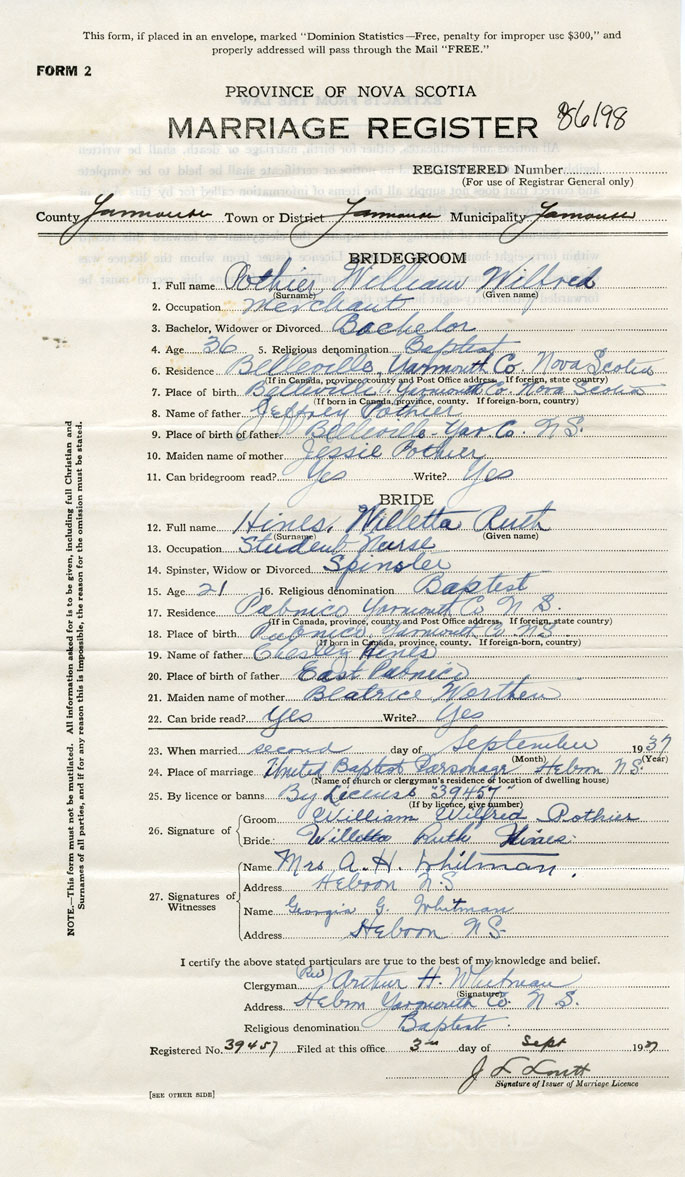 This form, if placed in an envelope, marked "Dominion Statistics—Free, penalty for improper use $300," and
properly addressed will pass through the Mail "FREE."
FORM 2
PROVINCE OF NOVA SCOTIA
MARRIAGE REGISTER 86198
REGISTERED Number
(For use of Registrar General only)
County Yarmouth Town or District Yarmouth Municipality Yarmouth
BRIDEGROOM
1. Full name Pothier, William Wilfred
(Surname) (Given name)
2. Occupation Merchant
3. Bachelor, Widower or Divorced. Bachelor
4. Age 36 5. Religious denomination Baptist
6. Residence Belleville, Yarmouth Co. Nova Scotia
(If in Canada, province, county and Post Office address. If foreign, state country)
7. Place of birth Belleville, Yarmouth Co. Nova Scotia
(If born in Canada, province, county. If foreign-born, country)
8. Name of father Jeffrey Pothier
9. Place of birth of father Belleville - Yar Co. N.S.
10. Maiden name of mother Jessie Pothier
11. Can bridegroom read? Yes Write? Yes
BRIDE
12. Full name Hines, Willetta Ruth
(Surname) (Given name)
13. Occupation Student Nurse
14. Spinster, Widow or Divorced Spinster
15. Age 21 16. Religious denomination Baptist
17. Residence Pubnico Yarmouth Co N.S.
(If in Canada, province, county and Post Office address. If foreign, state country)
18. Place of birth Pubnico, Yarmouth Co. N.S.
(If born in Canada, province, county. If foreign-born, country)
19. Name of father Chesley Hines
20. Place of birth of father East Pubnico
21. Maiden name of mother Beatrice Worthen
22. Can bride read? Yes Write? Yes
23. When married second day of September 1937
(Month) (Year)
24. Place of marriage United Baptist Parsonage Hebron N.S.
(Name of church or clergyman's residence or location of dwelling house)
25. By licence or banns By License "39457"
(If by licence, give number)
26. Signature of
Groom William Wilfred Pothier
Bride Willetta Ruth Hines.
27. Signatures of Witnesses
Name Mrs A. H. Whitman.
Address Hebron N.S
Name Georgia G. Whitman
Address Hebron N.S-
I certify the above stated particulars are true to the best of my knowledge and belief.
Clergyman (Rev) Arthur H. Whitman
(Signature)
Address Hebron Yarmouth Co. N.S.
Religious denomination Baptist.
Registered No. 39457 Filed at this office 3rd day of Sept 1937
Signature of Issuer of Marriage Licence
[SEE OTHER SIDE]
NOTE.—This form must not be mutilated. All information asked for is to be given, including full Christian and
Surnames of all parties, and if for any reason this is impossible, the reason for the omission must be stated.